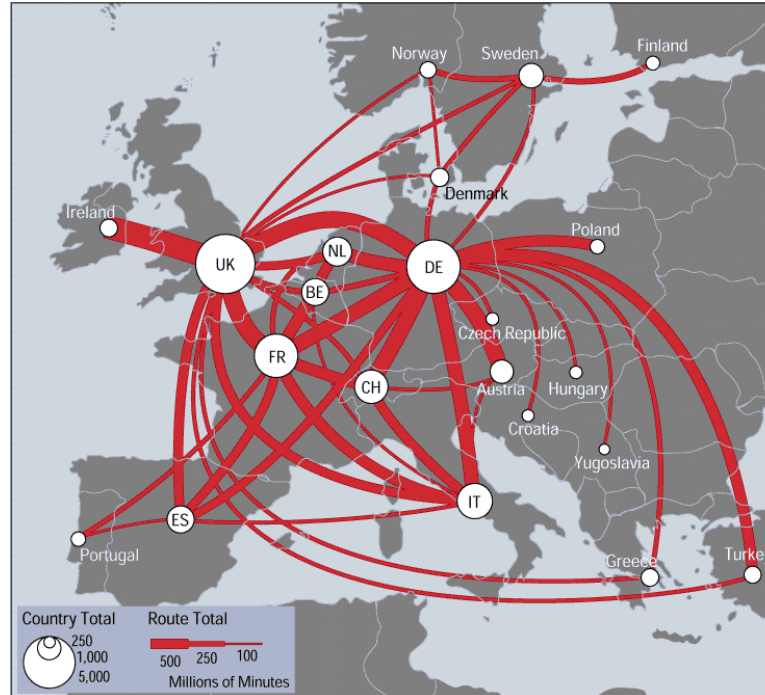 Norway
Sweden
Finland
Denmark
Ireland
Poland
UK
NL
DE
BE
Czech Republic
FR
CH
Austria
Hungary
Croatia
Yugoslavia
IT
ES
Portugal
Greece
Turke
Country Total
250
1,000
5,000
Route Total
500 250 100
Millions of Minutes